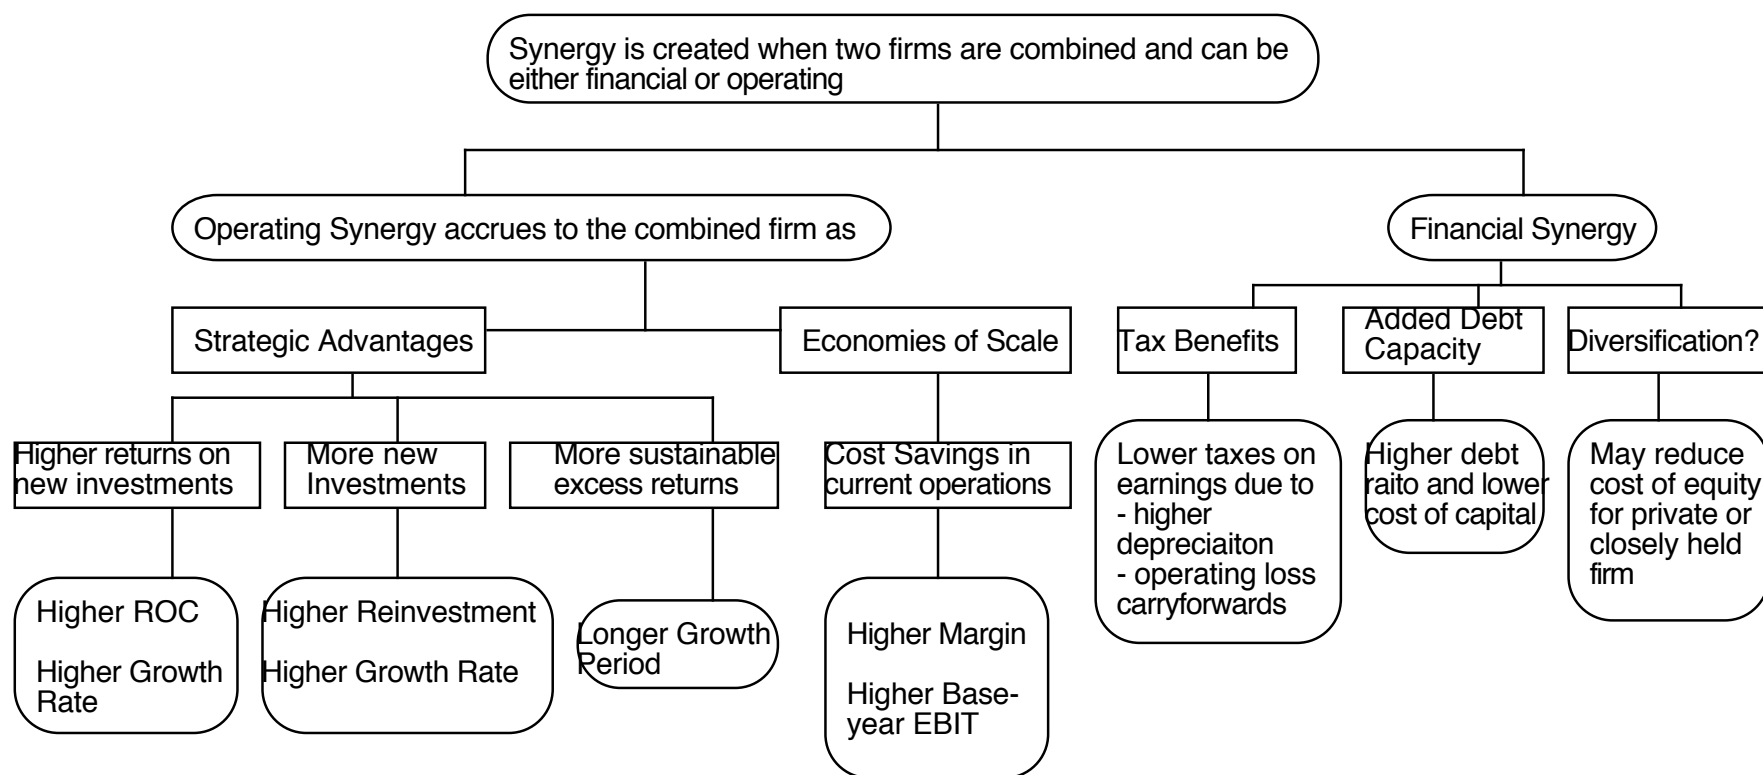 Synergy is created when two firms are combined and can be
either financial or operating
Operating Synergy accrues to the combined firm as
Financial Synergy
Strategic Advantages
Economies of Scale
Tax Benefits
Added Debt
Capacity
Diversification?
Higher returns on
new investments
More new
Investments
More sustainable
excess returns
Cost Savings in
current operations
Lower taxes on
earnings due to
- higher
depreciaiton
- operating loss
carryforwards
Higher debt
raito and lower
cost of capital
May reduce
cost of equity
for private or
closely held
firm
Higher ROC
Higher Growth
Rate
Higher Reinvestment
Higher Growth Rate
Longer Growth
Period
Higher Margin
Higher Base-
year EBIT